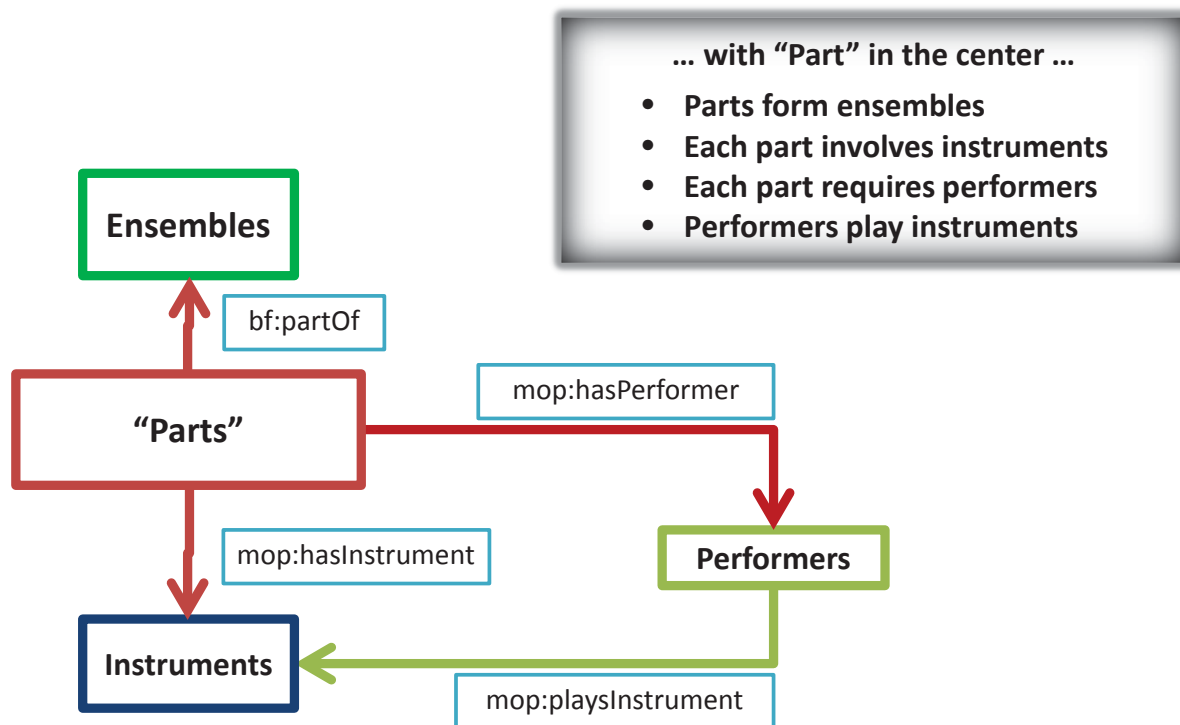 … with “Part” in the center …
• Parts form ensembles
• Each part involves instruments
• Each part requires performers
• Performers play instruments
Ensembles
bf:partOf
“Parts”
mop:hasPerformer
mop:hasInstrument
Performers
Instruments
mop:playsInstrument